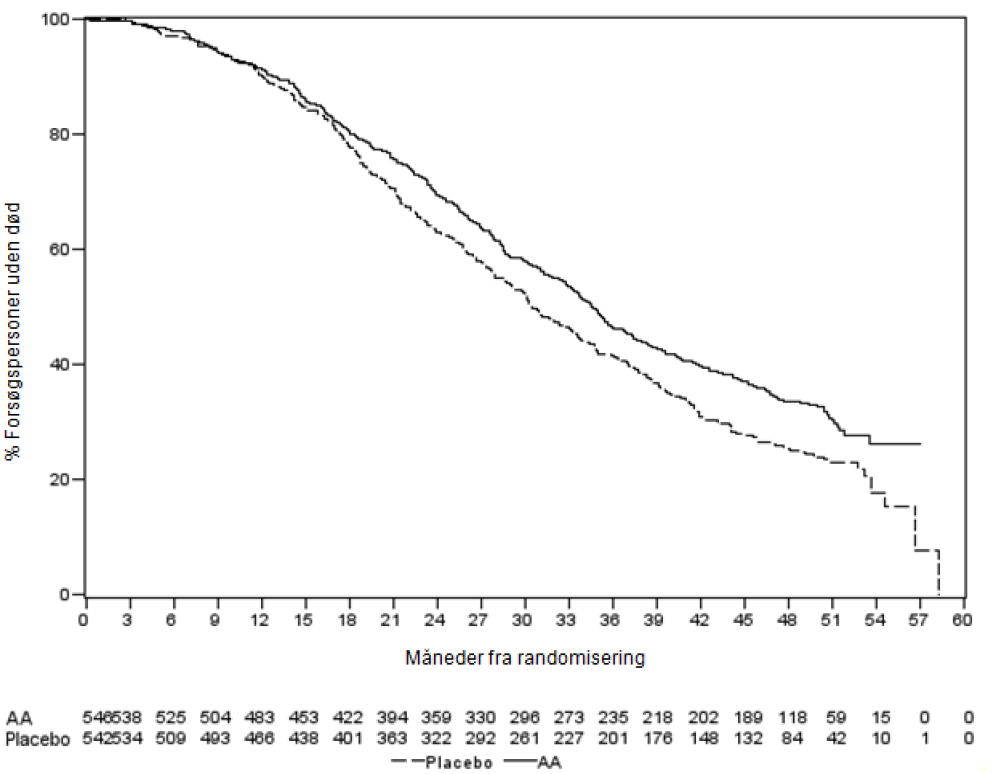 100
80
60
40
20
0
% Forsøgspersoner uden død
0 3 6 9 12 15 18 21 24 27 30 33 36 39 42 45 48 51 54 57 60
Måneder fra randomisering
AA 546538 525 504 483 453 422 394 359 330 296 273 235 218 202 189 118 59 15 0 0
Placebo 542534 509 493 466 438 401 363 322 292 261 227 201 176 148 132 84 42 10 1 0
Placebo AA